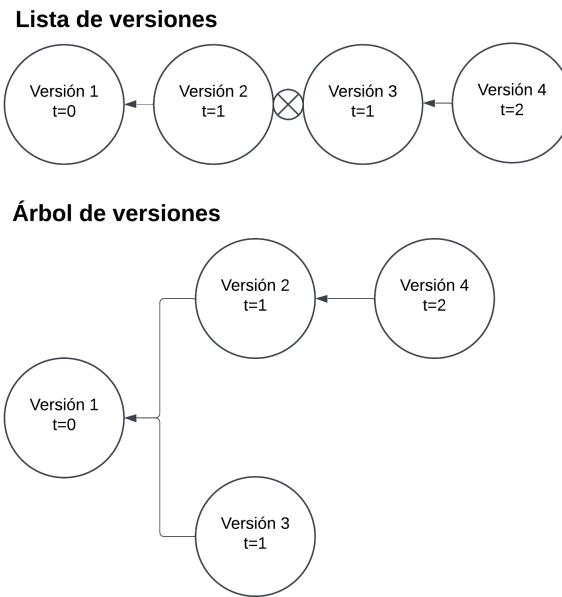 Lista de versiones
Versión 1
t=0
Versión 2
t=1
Versión 3
t=1
Versión 4
t=2
Árbol de versiones
Versión 2
t=1
Versión 4
t=2
Versión 1
t=0
Versión 3
t=1